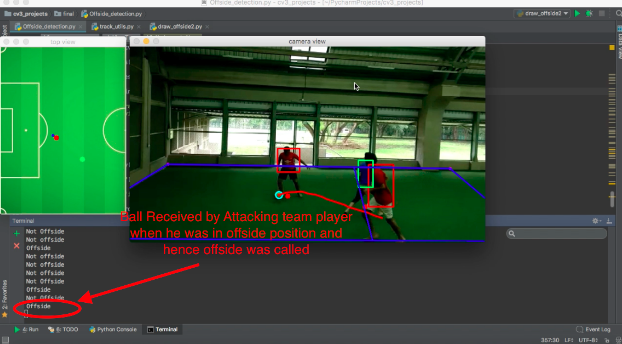 Offside_detection.py - cv3_projects - [~/PycharmProjects/cv3_projects]
cv3_projects
final
Offside_detection.py
draw_offside2
Offside_detection.py
track_utils.py
draw_offside2.py
top view
camera view
Ball Received by Attacking team player
when he was in offside position and
hence offside was called
Terminal
Not Offside
Not Offside
Offside
Not offside
Not offside
Not offside
Not offside
Offside
Not Offside
Offside
2: Favorites
4: Run
6: TODO
Python Console
Terminal
Event Log
357:30
LF
UTF-8